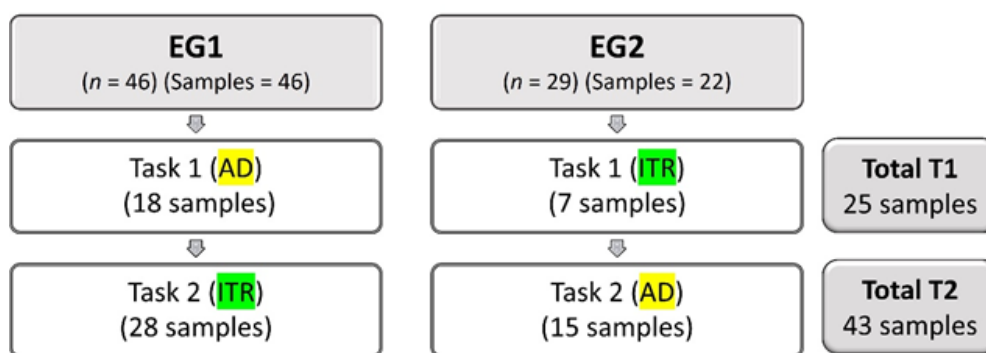 EG1
(n = 46) (Samples = 46)
EG2
(n = 29) (Samples = 22)
Task 1 (AD)
(18 samples)
Task 1 (ITR)
(7 samples)
Total T1
25 samples
Task 2 (ITR)
(28 samples)
Task 2 (AD)
(15 samples)
Total T2
43 samples